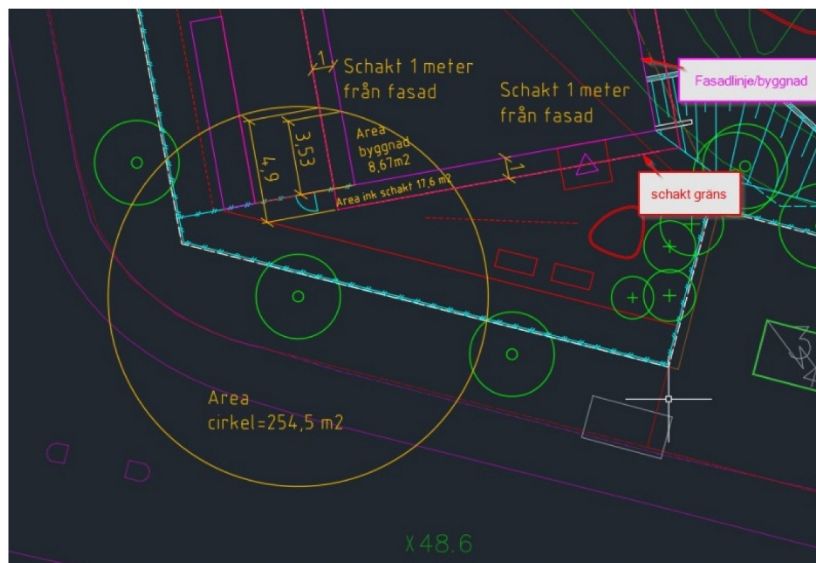 Schakt 1 meter
från fasad
Schakt 1 meter
från fasad
Fasadlinje/byggnad
1
3,53
4,9
Area
byggnad
8,67m2
1
Area ink schakt 17,6 m2
schakt gräns
Area
cirkel=254,5 m2
x48.6